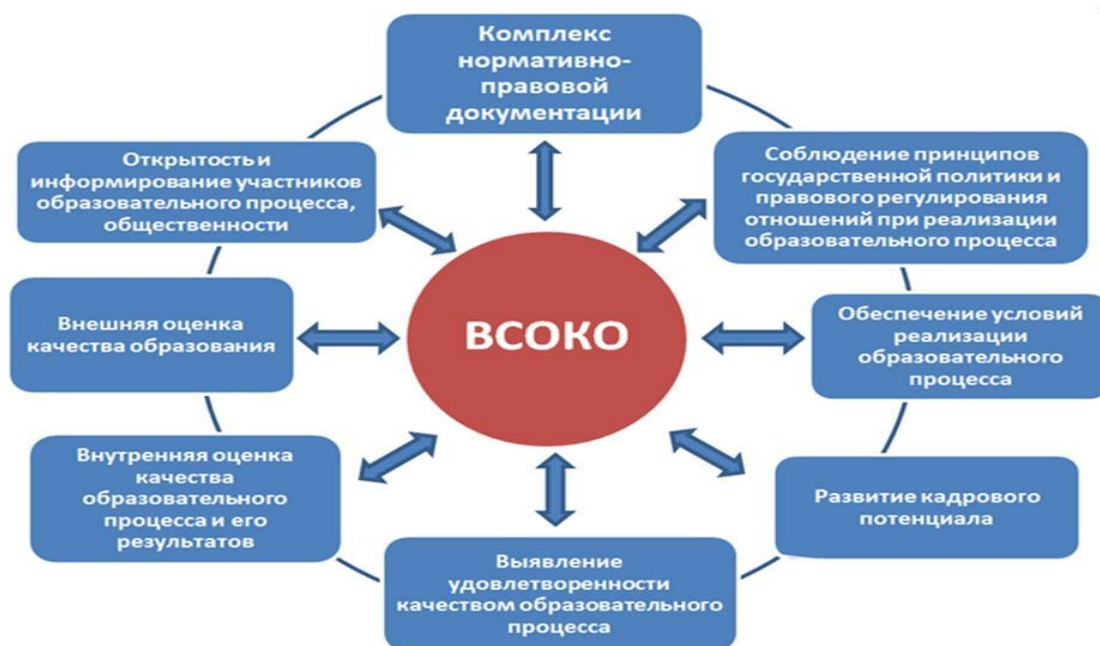 Комплекс
нормативно-
правовой
документации
Открытость и
информирование участников
образовательного процесса,
общественности
Соблюдение принципов
государственной политики и
правового регулирования
отношений при реализации
образовательного процесса
Внешняя оценка
качества образования
ВСОКО
Обеспечение условий
реализации
образовательного
процесса
Внутренняя оценка
качества
образовательного
процесса и его
результатов
Развитие кадрового
потенциала
Выявление
удовлетворенности
качеством образовательного
процесса